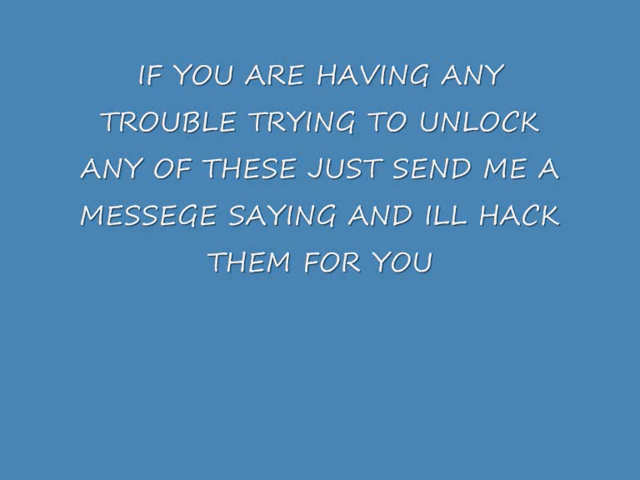 IF YOU ARE HAVING ANY
TROUBLE TRYING TO UNLOCK
ANY OF THESE JUST SEND ME A
MESSEGE SAYING AND ILL HACK
THEM FOR YOU